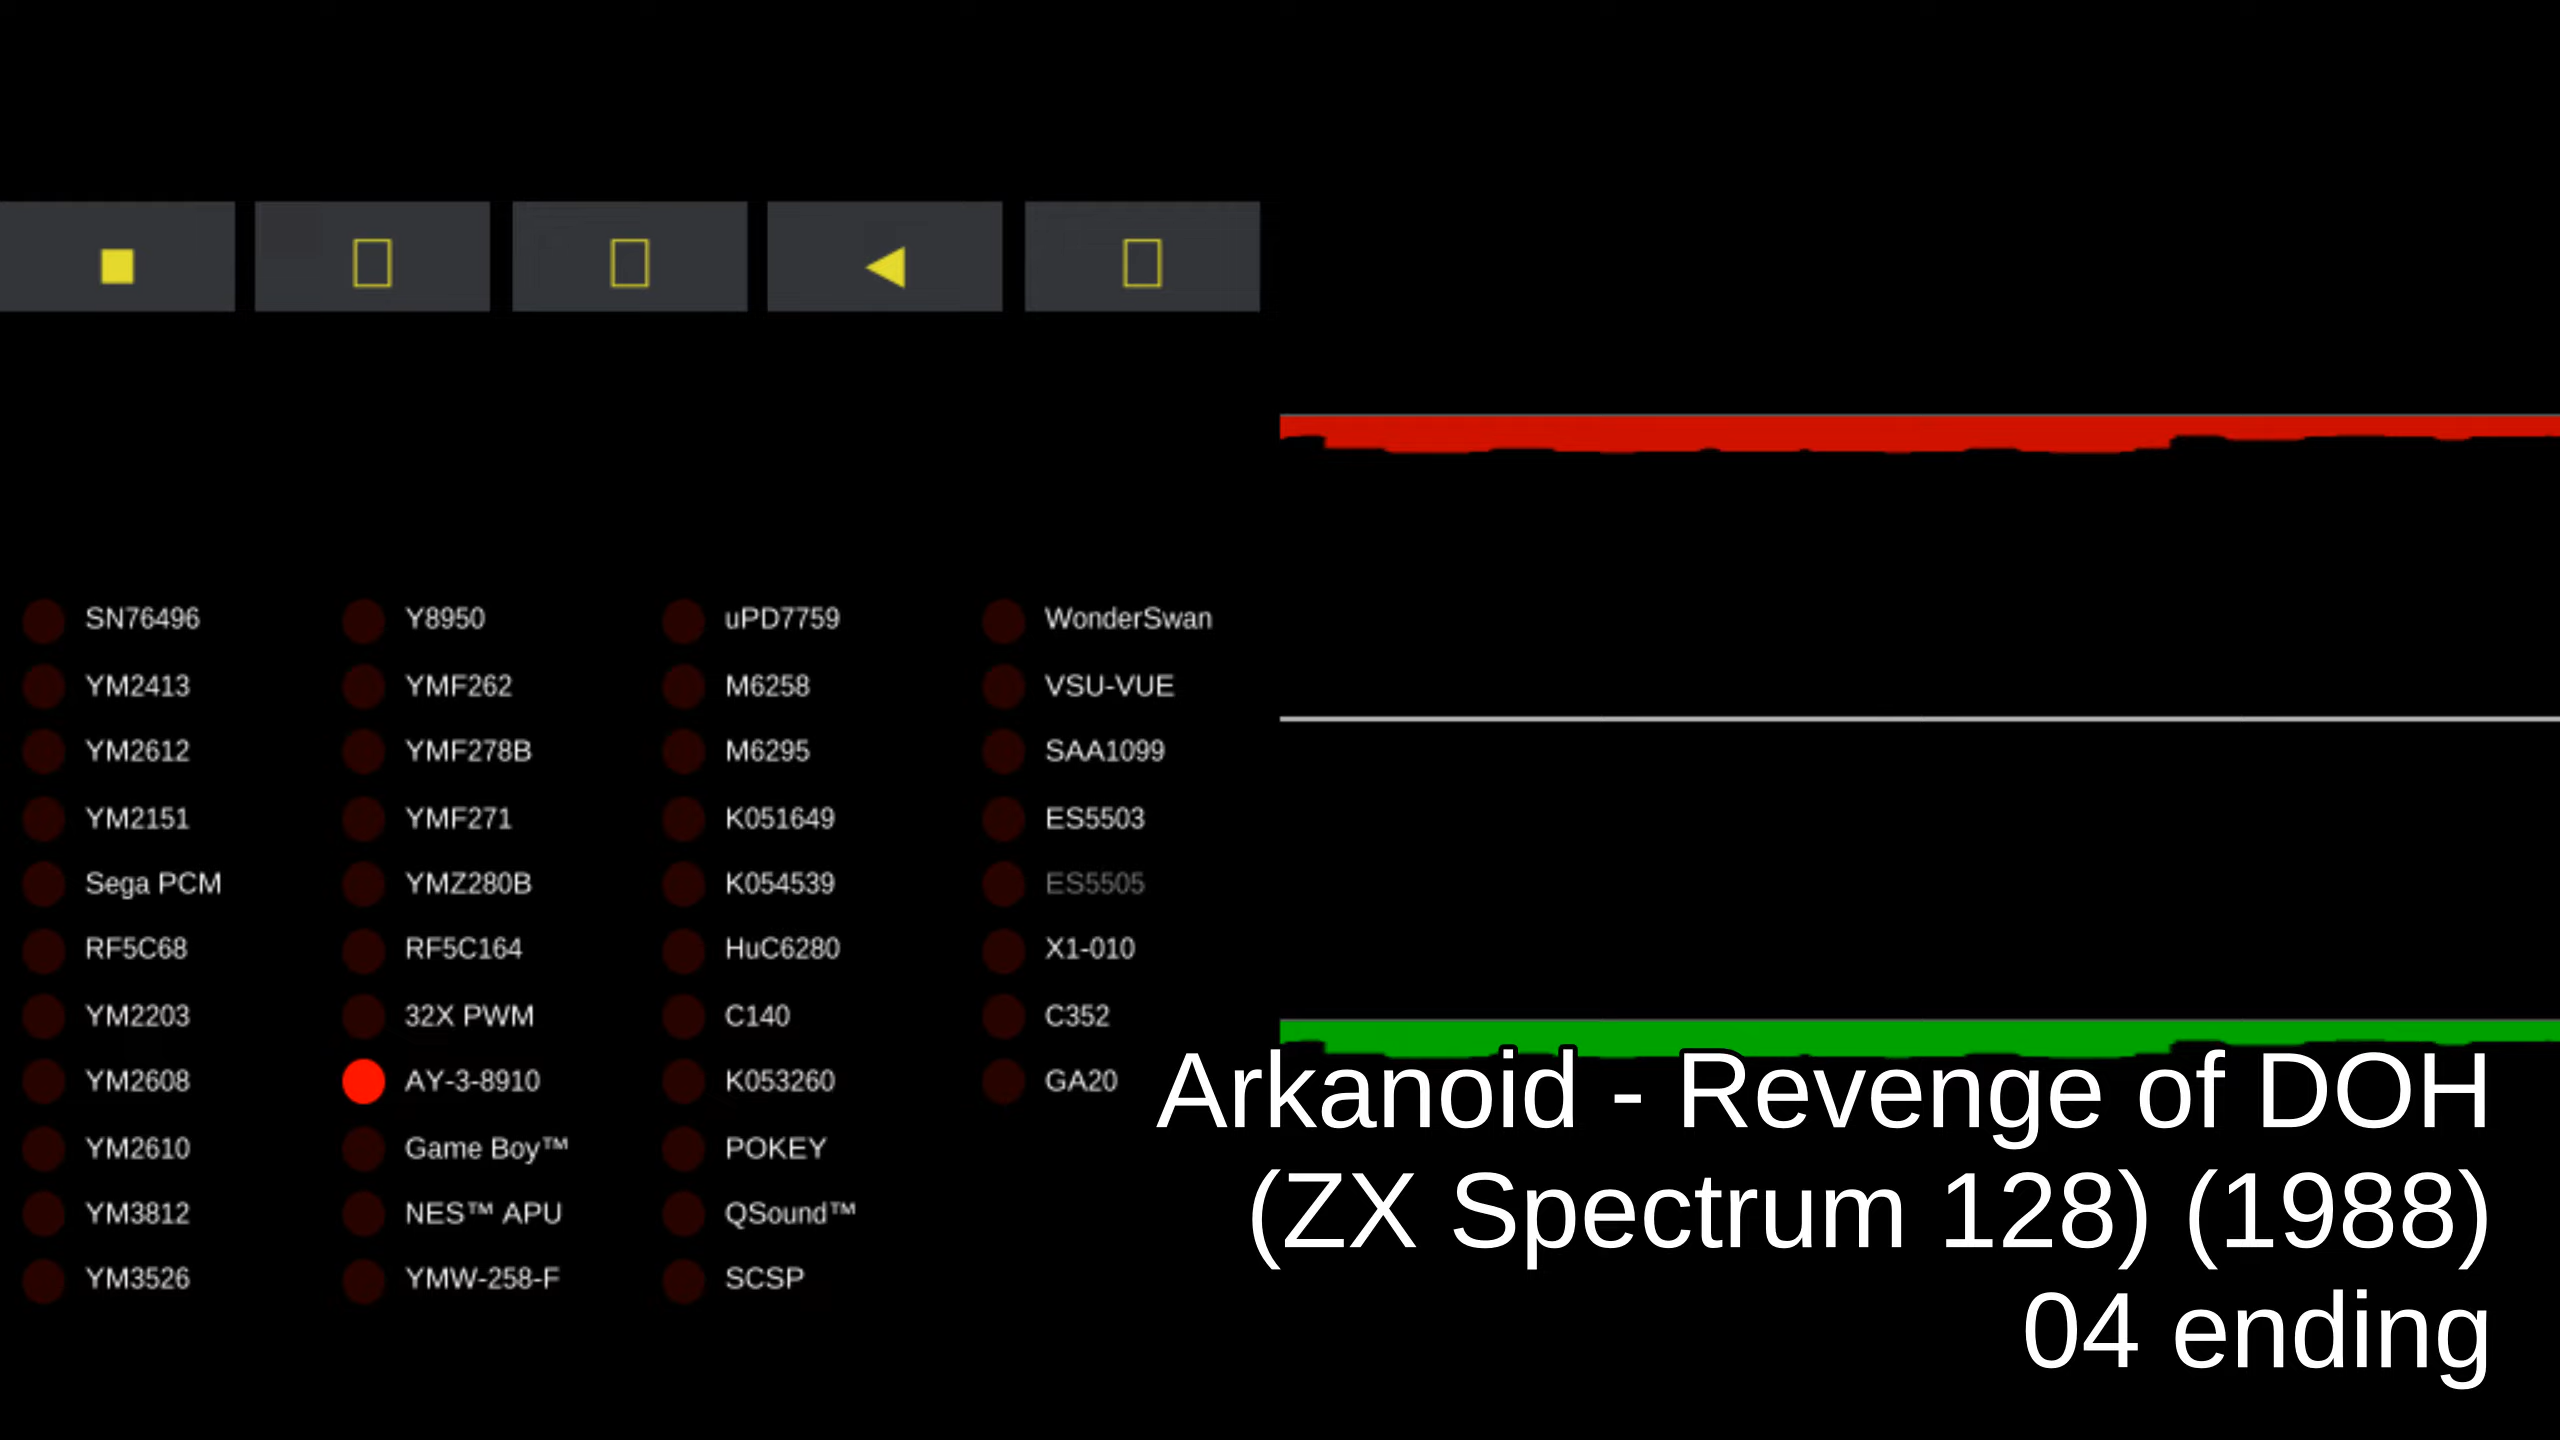 SN76496
YM2413
YM2612
YM2151
Sega PCM
RF5C68
YM2203
YM2608
YM2610
YM3812
YM3526
Y8950
YMF262
YMF278B
YMF271
YMZ280B
RF5C164
32X PWM
AY-3-8910
Game Boy™
NES™ APU
YMW-258-F
uPD7759
M6258
M6295
K051649
K054539
HuC6280
C140
K053260
POKEY
QSound™
SCSP
WonderSwan
VSU-VUE
SAA1099
ES5503
ES5505
X1-010
C352
GA20
Arkanoid - Revenge of DOH
(ZX Spectrum 128) (1988)
04 ending